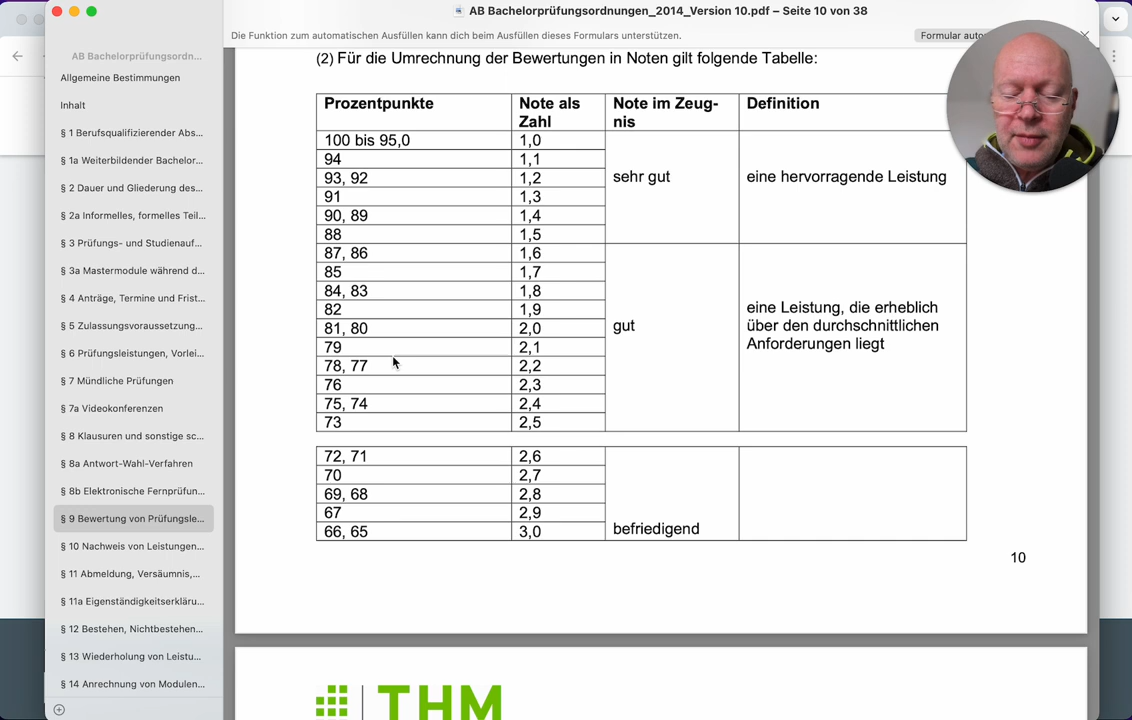 AB Bachelorprüfungsordnungen_2014_Version 10.pdf – Seite 10 von 38
Die Funktion zum automatischen Ausfüllen kann dich beim Ausfüllen dieses Formulars unterstützen.
Formular
AB Bachelorprüfungsordn...
Allgemeine Bestimmungen
Inhalt
§ 1 Berufsqualifizierender Abs...
§ 1a Weiterbildender Bachelor...
§ 2 Dauer und Gliederung des...
§ 2a Informelles, formelles Teil...
§ 3 Prüfungs- und Studienauf...
§ 3a Mastermodule während d...
§ 4 Anträge, Termine und Frist...
§ 5 Zulassungsvoraussetzung...
§ 6 Prüfungsleistungen, Vorlei...
§ 7 Mündliche Prüfungen
§ 7a Videokonferenzen
§ 8 Klausuren und sonstige sc...
§ 8a Antwort-Wahl-Verfahren
§ 8b Elektronische Fernprüfun...
§ 9 Bewertung von Prüfungsle...
§ 10 Nachweis von Leistungen...
§ 11 Abmeldung, Versäumnis,...
§ 11a Eigenständigkeitserkläru...
§ 12 Bestehen, Nichtbestehen...
§ 13 Wiederholung von Leistu...
§ 14 Anrechnung von Modulen...
(2) Für die Umrechnung der Bewertungen in Noten gilt folgende Tabelle:
Prozentpunkte Note als Zahl Note im Zeug-nis Definition
100 bis 95,0 1,0
94 1,1
93, 92 1,2 sehr gut eine hervorragende Leistung
91 1,3
90, 89 1,4
88 1,5
87, 86 1,6
85 1,7
84, 83 1,8
82 1,9 eine Leistung, die erheblich
81, 80 2,0 gut über den durchschnittlichen
79 2,1 Anforderungen liegt
78, 77 2,2
76 2,3
75, 74 2,4
73 2,5
72, 71 2,6
70 2,7
69, 68 2,8
67 2,9
66, 65 3,0 befriedigend
10
THM